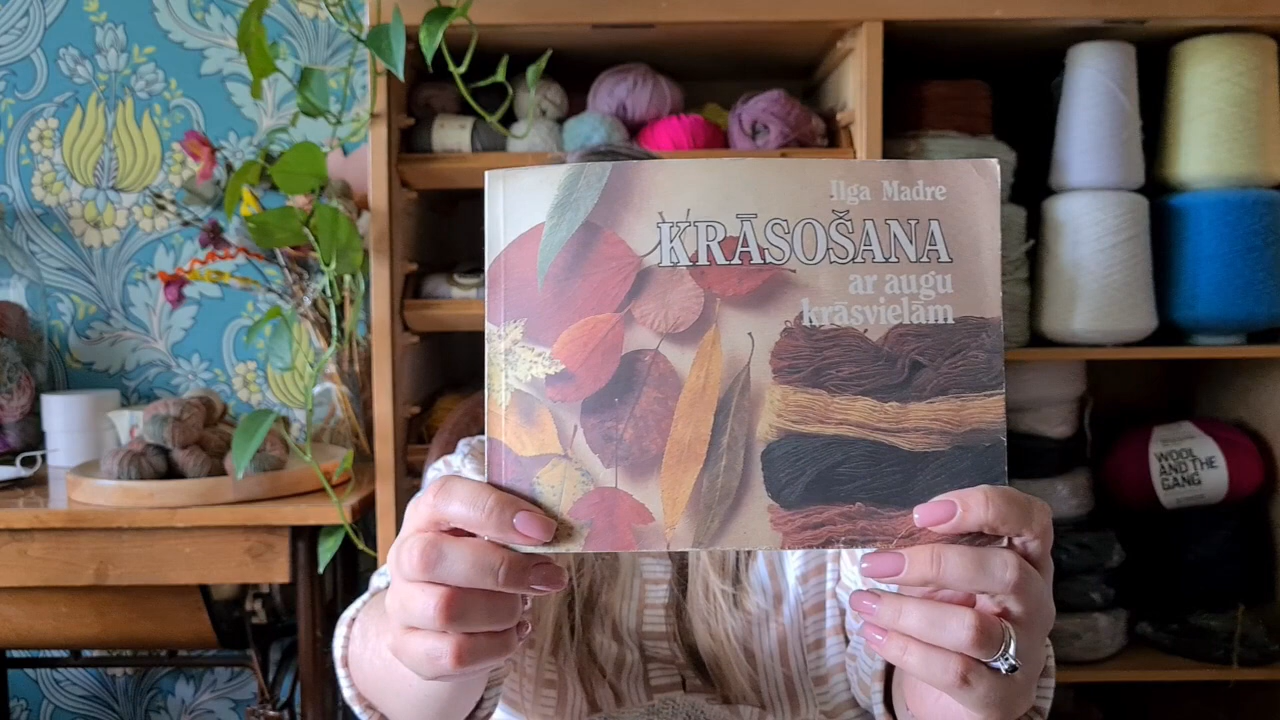 Ilga Madre
KRĀSOŠANA
ar augu
krāsvielām
WOOL
AND THE
GANG